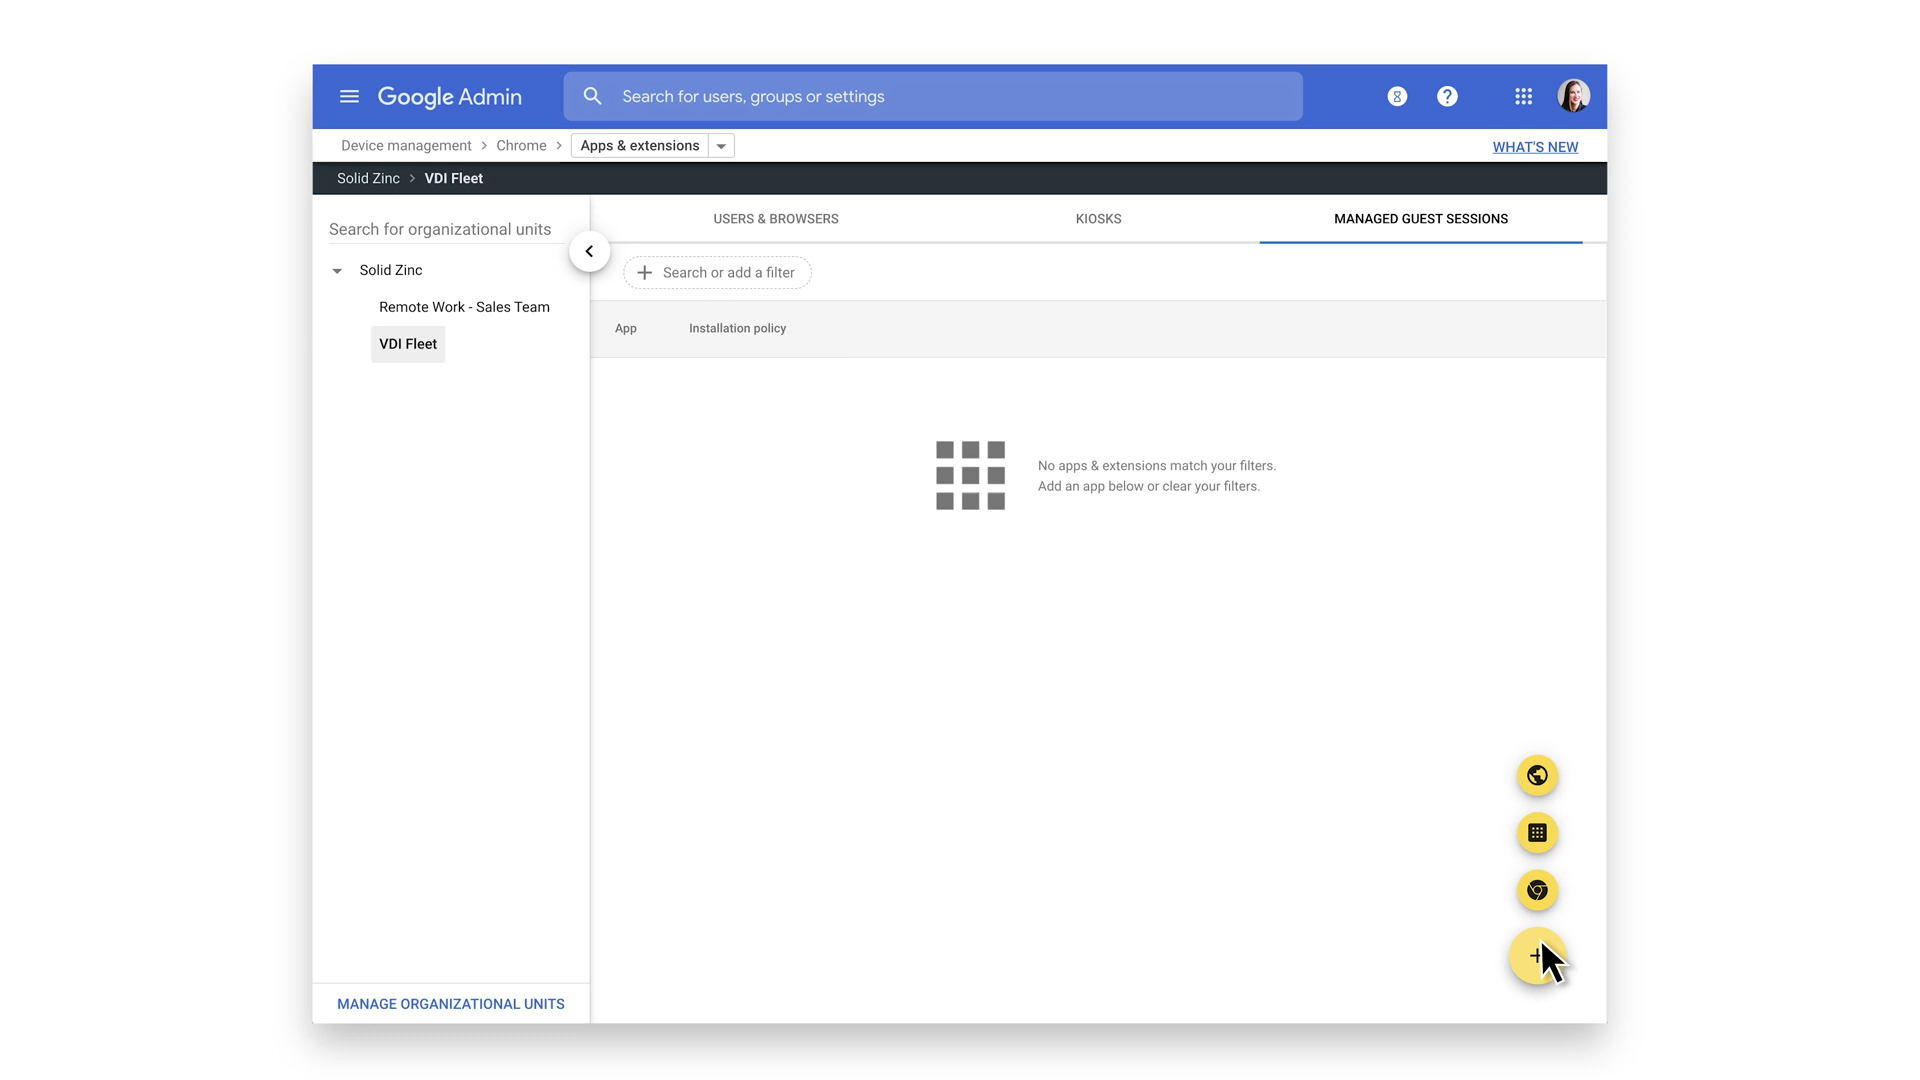 Google Admin
Search for users, groups or settings
Device management > Chrome > Apps & extensions
WHAT'S NEW
Solid Zinc > VDI Fleet
Search for organizational units
Solid Zinc
Remote Work - Sales Team
VDI Fleet
MANAGE ORGANIZATIONAL UNITS
USERS & BROWSERS
KIOSKS
MANAGED GUEST SESSIONS
Search or add a filter
App
Installation policy
No apps & extensions match your filters.
Add an app below or clear your filters.